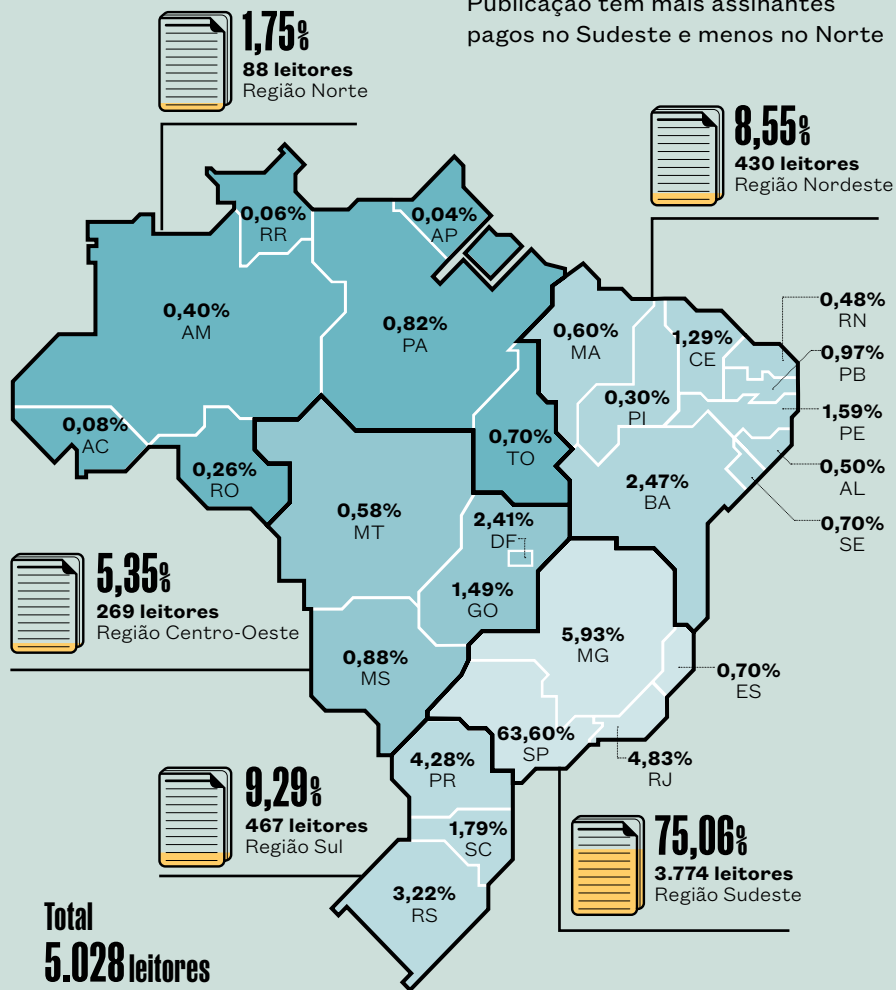 Publicação tem mais assinantes
pagos no Sudeste e menos no Norte
1,75%
88 leitores
Região Norte
8,55%
430 leitores
Região Nordeste
0,06%
RR
0,04%
AP
0,40%
AM
0,82%
PA
0,60%
MA
1,29%
CE
0,48%
RN
0,97%
PB
0,30%
PI
1,59%
PE
0,08%
AC
0,26%
RO
0,70%
TO
2,47%
BA
0,50%
AL
0,70%
SE
0,58%
MT
2,41%
DF
1,49%
GO
5,35%
269 leitores
Região Centro-Oeste
0,88%
MS
5,93%
MG
0,70%
ES
63,60%
SP
4,83%
RJ
4,28%
PR
9,29%
467 leitores
Região Sul
1,79%
SC
3,22%
RS
75,06%
3.774 leitores
Região Sudeste
Total
5.028 leitores